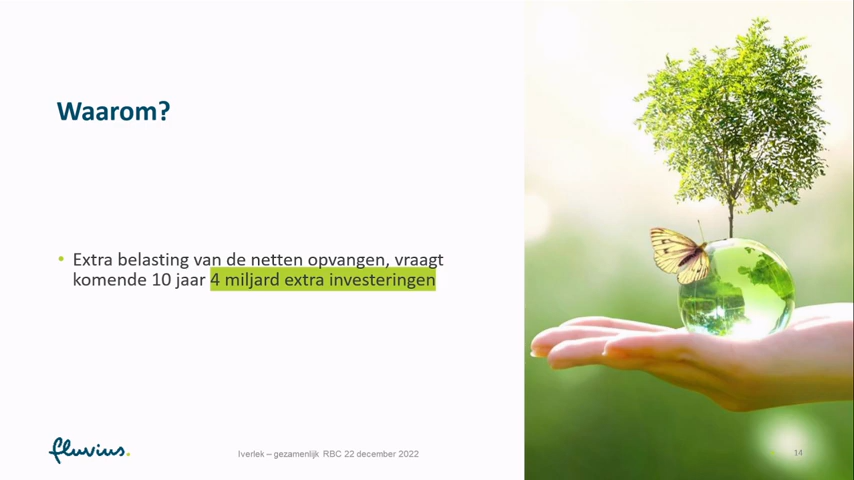 Waarom?
• Extra belasting van de netten opvangen, vraagt
komende 10 jaar 4 miljard extra investeringen
fluvius.
Iverlek – gezamenlijk RBC 22 december 2022
14